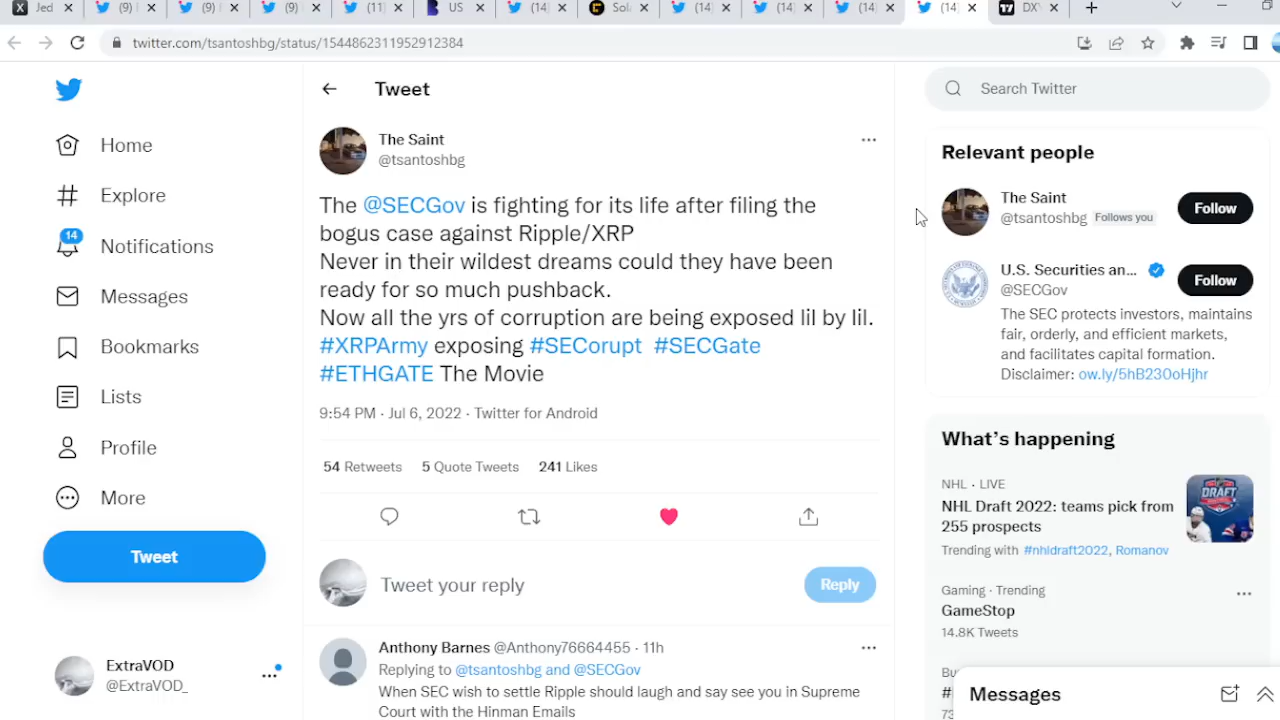 Jed
(9)
(9)
(9)
(11)
US
(14)
Sola
(14)
(14)
(14)
(14)
DXY
twitter.com/tsantoshbg/status/1544862311952912384
Tweet
Search Twitter
Home
Explore
14
Notifications
Messages
Bookmarks
Lists
Profile
More
Tweet
ExtraVOD
@ExtraVOD_
The Saint
@tsantoshbg
The @SECGov is fighting for its life after filing the
bogus case against Ripple/XRP
Never in their wildest dreams could they have been
ready for so much pushback.
Now all the yrs of corruption are being exposed lil by lil.
#XRPArmy exposing #SECorupt #SECGate
#ETHGATE The Movie
9:54 PM · Jul 6, 2022 · Twitter for Android
54 Retweets 5 Quote Tweets 241 Likes
Tweet your reply
Reply
Anthony Barnes @Anthony76664455 · 11h
Replying to @tsantoshbg and @SECGov
When SEC wish to settle Ripple should laugh and say see you in Supreme
Court with the Hinman Emails
Relevant people
The Saint
@tsantoshbg Follows you
Follow
U.S. Securities an...
@SECGov
Follow
The SEC protects investors, maintains
fair, orderly, and efficient markets,
and facilitates capital formation.
Disclaimer: ow.ly/5hB230oHjhr
What's happening
NHL · LIVE
NHL Draft 2022: teams pick from
255 prospects
Trending with #nhldraft2022, Romanov
DRAFT
Gaming · Trending
GameStop
14.8K Tweets
Messages